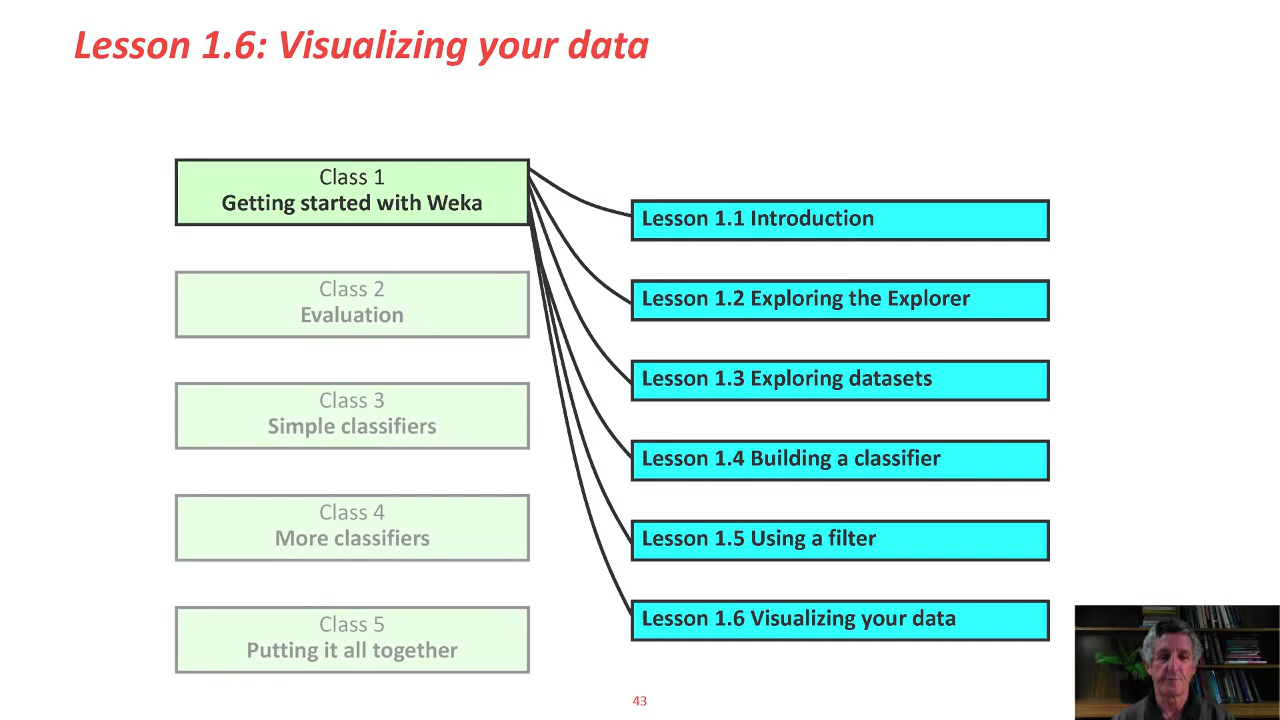 Lesson 1.6: Visualizing your data
Class 1
Getting started with Weka
Class 2
Evaluation
Class 3
Simple classifiers
Class 4
More classifiers
Class 5
Putting it all together
Lesson 1.1 Introduction
Lesson 1.2 Exploring the Explorer
Lesson 1.3 Exploring datasets
Lesson 1.4 Building a classifier
Lesson 1.5 Using a filter
Lesson 1.6 Visualizing your data
43